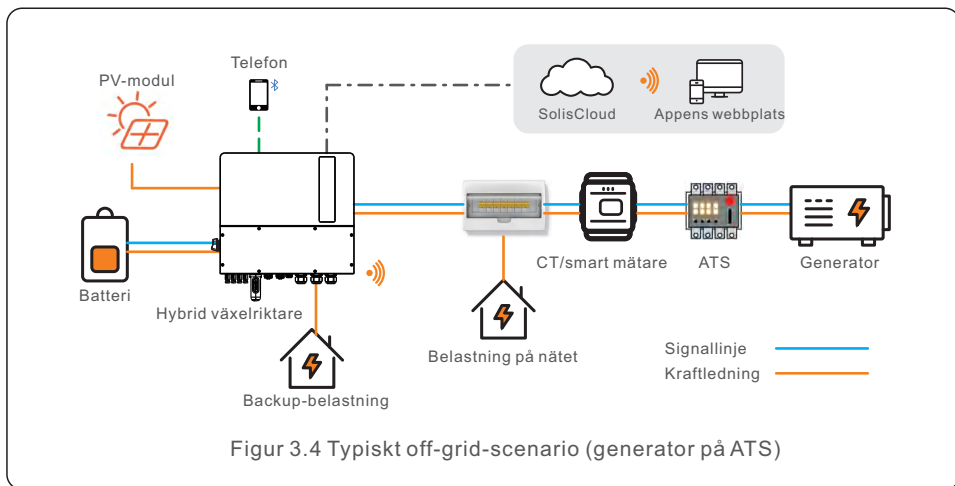 Telefon
PV-modul
SolisCloud
Appens webbplats
CT/smart mätare
ATS
Generator
Batteri
Hybrid växelriktare
Belastning på nätet
Signallinje
Kraftledning
Backup-belastning
Figur 3.4 Typiskt off-grid-scenario (generator på ATS)